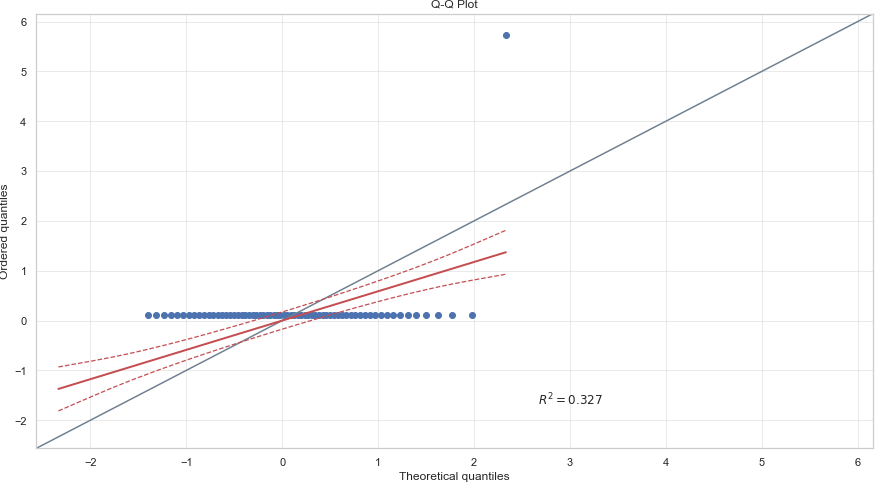 Q-Q Plot
6
5
4
3
2
1
0
−1
−2
Ordered quantiles
R² = 0.327
−2 −1 0 1 2 3 4 5 6
Theoretical quantiles